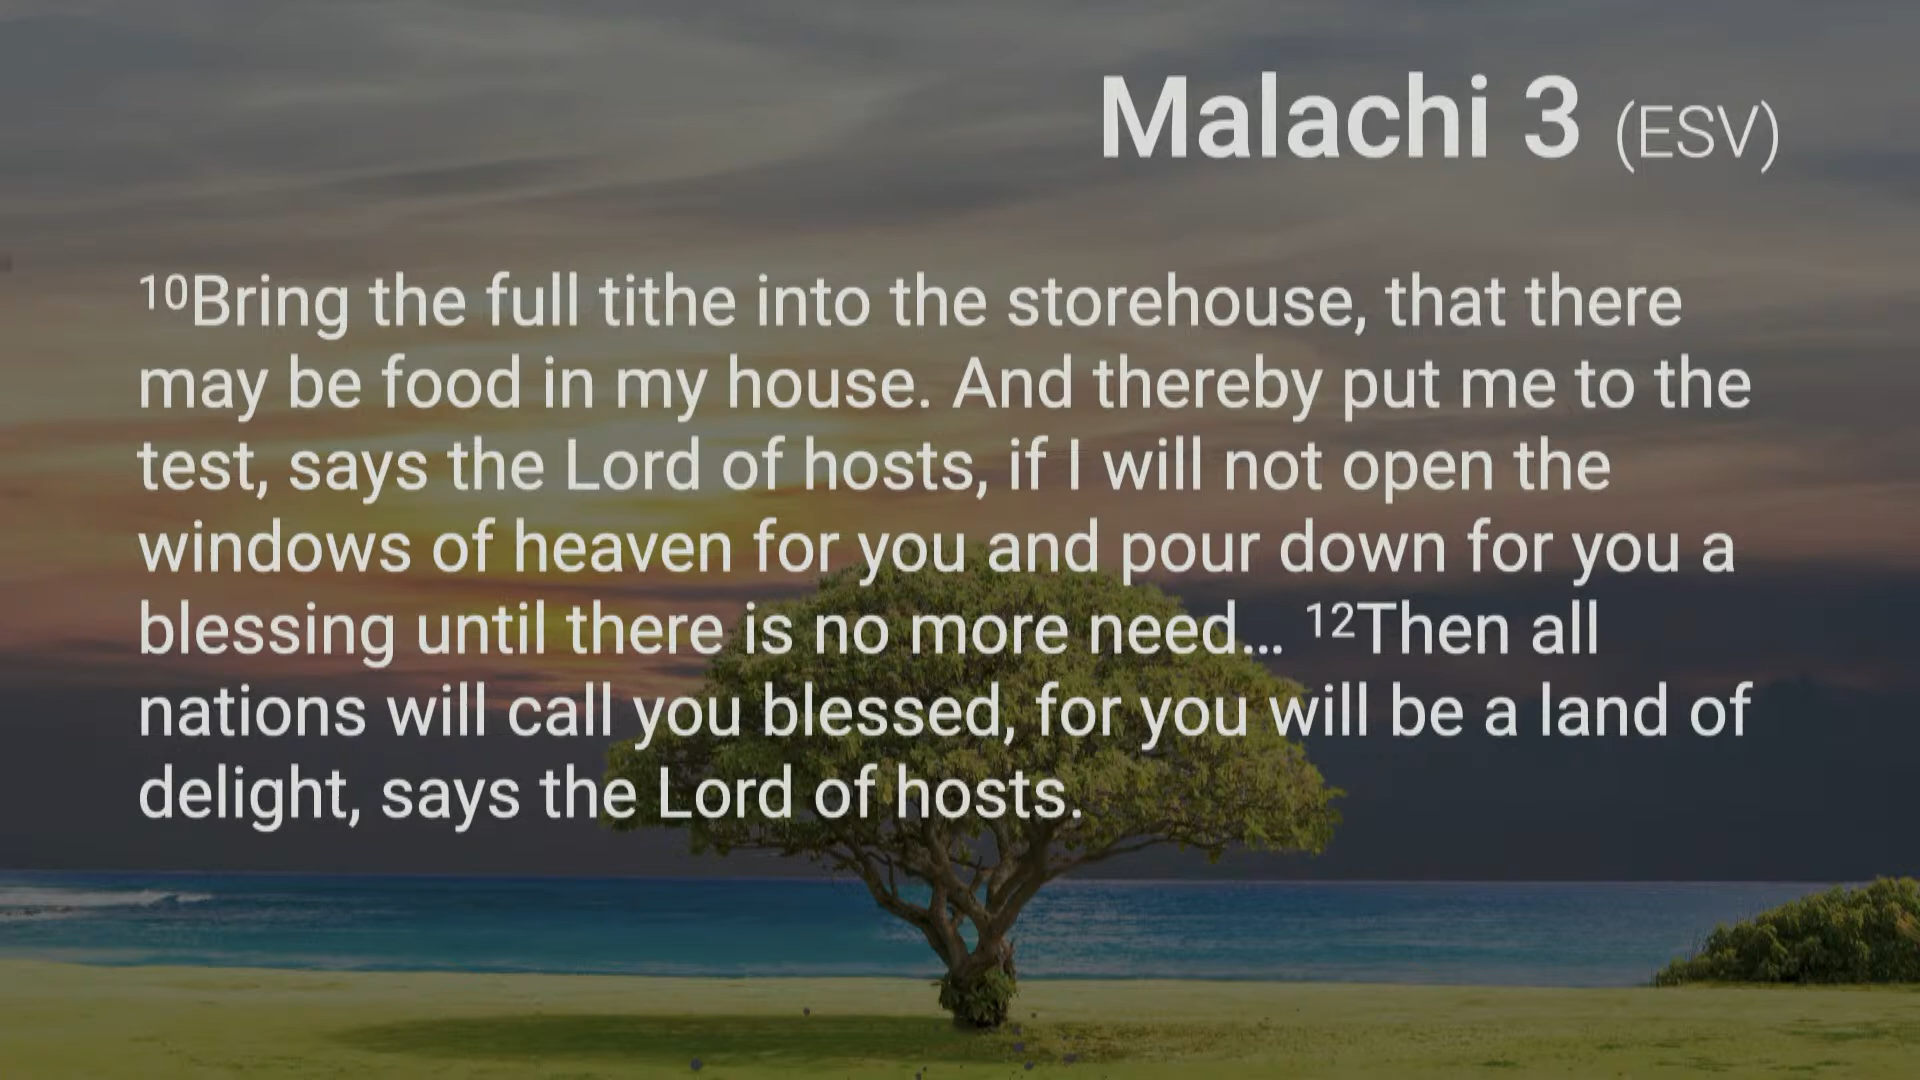 Malachi 3 (ESV)
¹⁰Bring the full tithe into the storehouse, that there
may be food in my house. And thereby put me to the
test, says the Lord of hosts, if I will not open the
windows of heaven for you and pour down for you a
blessing until there is no more need... ¹²Then all
nations will call you blessed, for you will be a land of
delight, says the Lord of hosts.